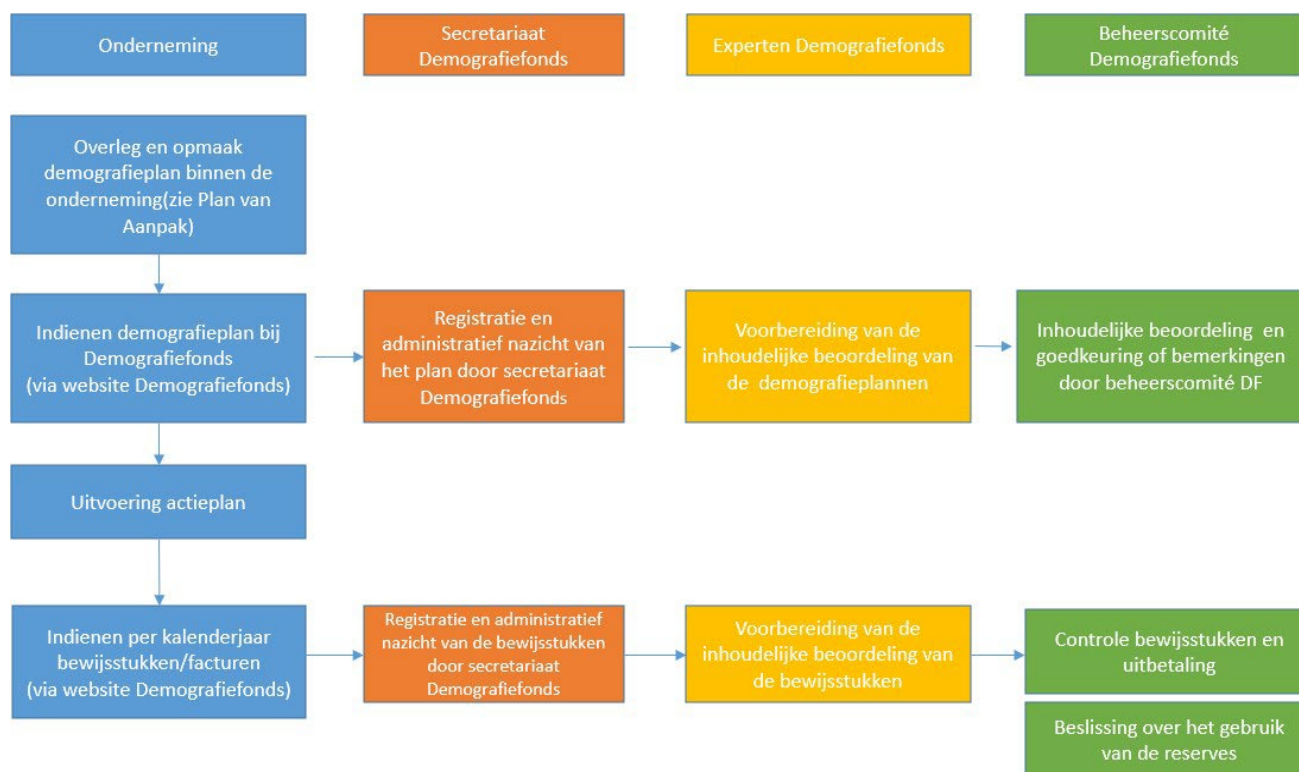 Onderneming
Secretariaat
Demografiefonds
Experten Demografiefonds
Beheerscomité
Demografiefonds
Overleg en opmaak
demografieplan binnen de
onderneming(zie Plan van
Aanpak)
Indienen demografieplan bij
Demografiefonds
(via website Demografiefonds)
Registratie en
administratief nazicht van
het plan door secretariaat
Demografiefonds
Voorbereiding van de
inhoudelijke beoordeling van
de demografieplannen
Inhoudelijke beoordeling en
goedkeuring of bemerkingen
door beheerscomité DF
Uitvoering actieplan
Indienen per kalenderjaar
bewijsstukken/facturen
(via website Demografiefonds)
Registratie en administratief
nazicht van de bewijsstukken
door secretariaat
Demografiefonds
Voorbereiding van de
inhoudelijke beoordeling van
de bewijsstukken
Controle bewijsstukken en
uitbetaling
Beslissing over het gebruik
van de reserves